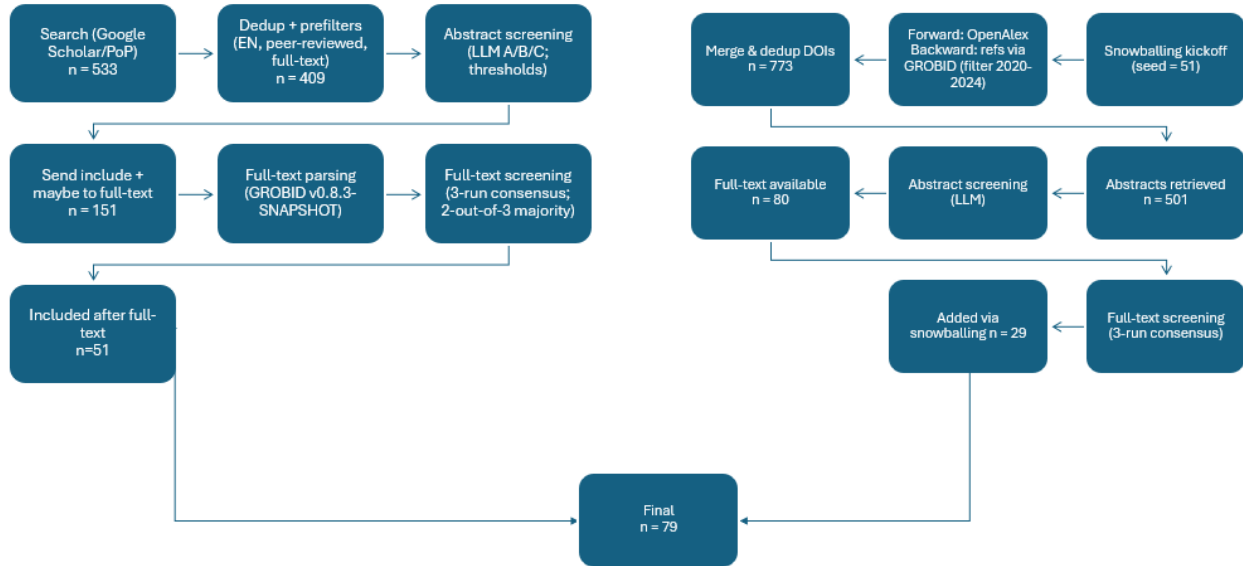 Search (Google
Scholar/PoP)
n = 533
Dedup + prefilters
(EN, peer-reviewed,
full-text)
n = 409
Abstract screening
(LLM A/B/C;
thresholds)
Send include +
maybe to full-text
n = 151
Full-text parsing
(GROBID v0.8.3-
SNAPSHOT)
Full-text screening
(3-run consensus;
2-out-of-3 majority)
Included after full-
text
n=51
Snowballing kickoff
(seed = 51)
Forward: OpenAlex
Backward: refs via
GROBID (filter 2020-
2024)
Merge & dedup DOIs
n = 773
Abstracts retrieved
n = 501
Abstract screening
(LLM)
Full-text available
n = 80
Full-text screening
(3-run consensus)
Added via
snowballing n = 29
Final
n = 79